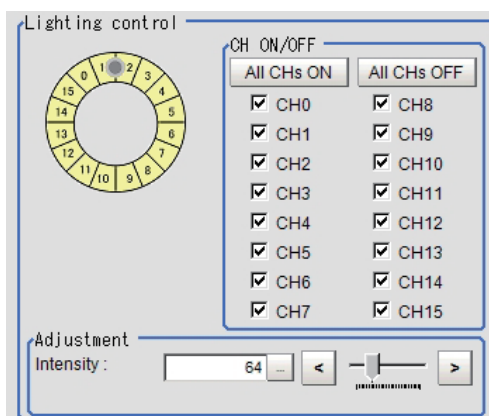 Lighting control
0 1 2 3 4 5 6 7 8 9 10 11 12 13 14 15
CH ON/OFF
All CHs ON All CHs OFF
CH0 CH8
CH1 CH9
CH2 CH10
CH3 CH11
CH4 CH12
CH5 CH13
CH6 CH14
CH7 CH15
Adjustment
Intensity : 64 ... < >